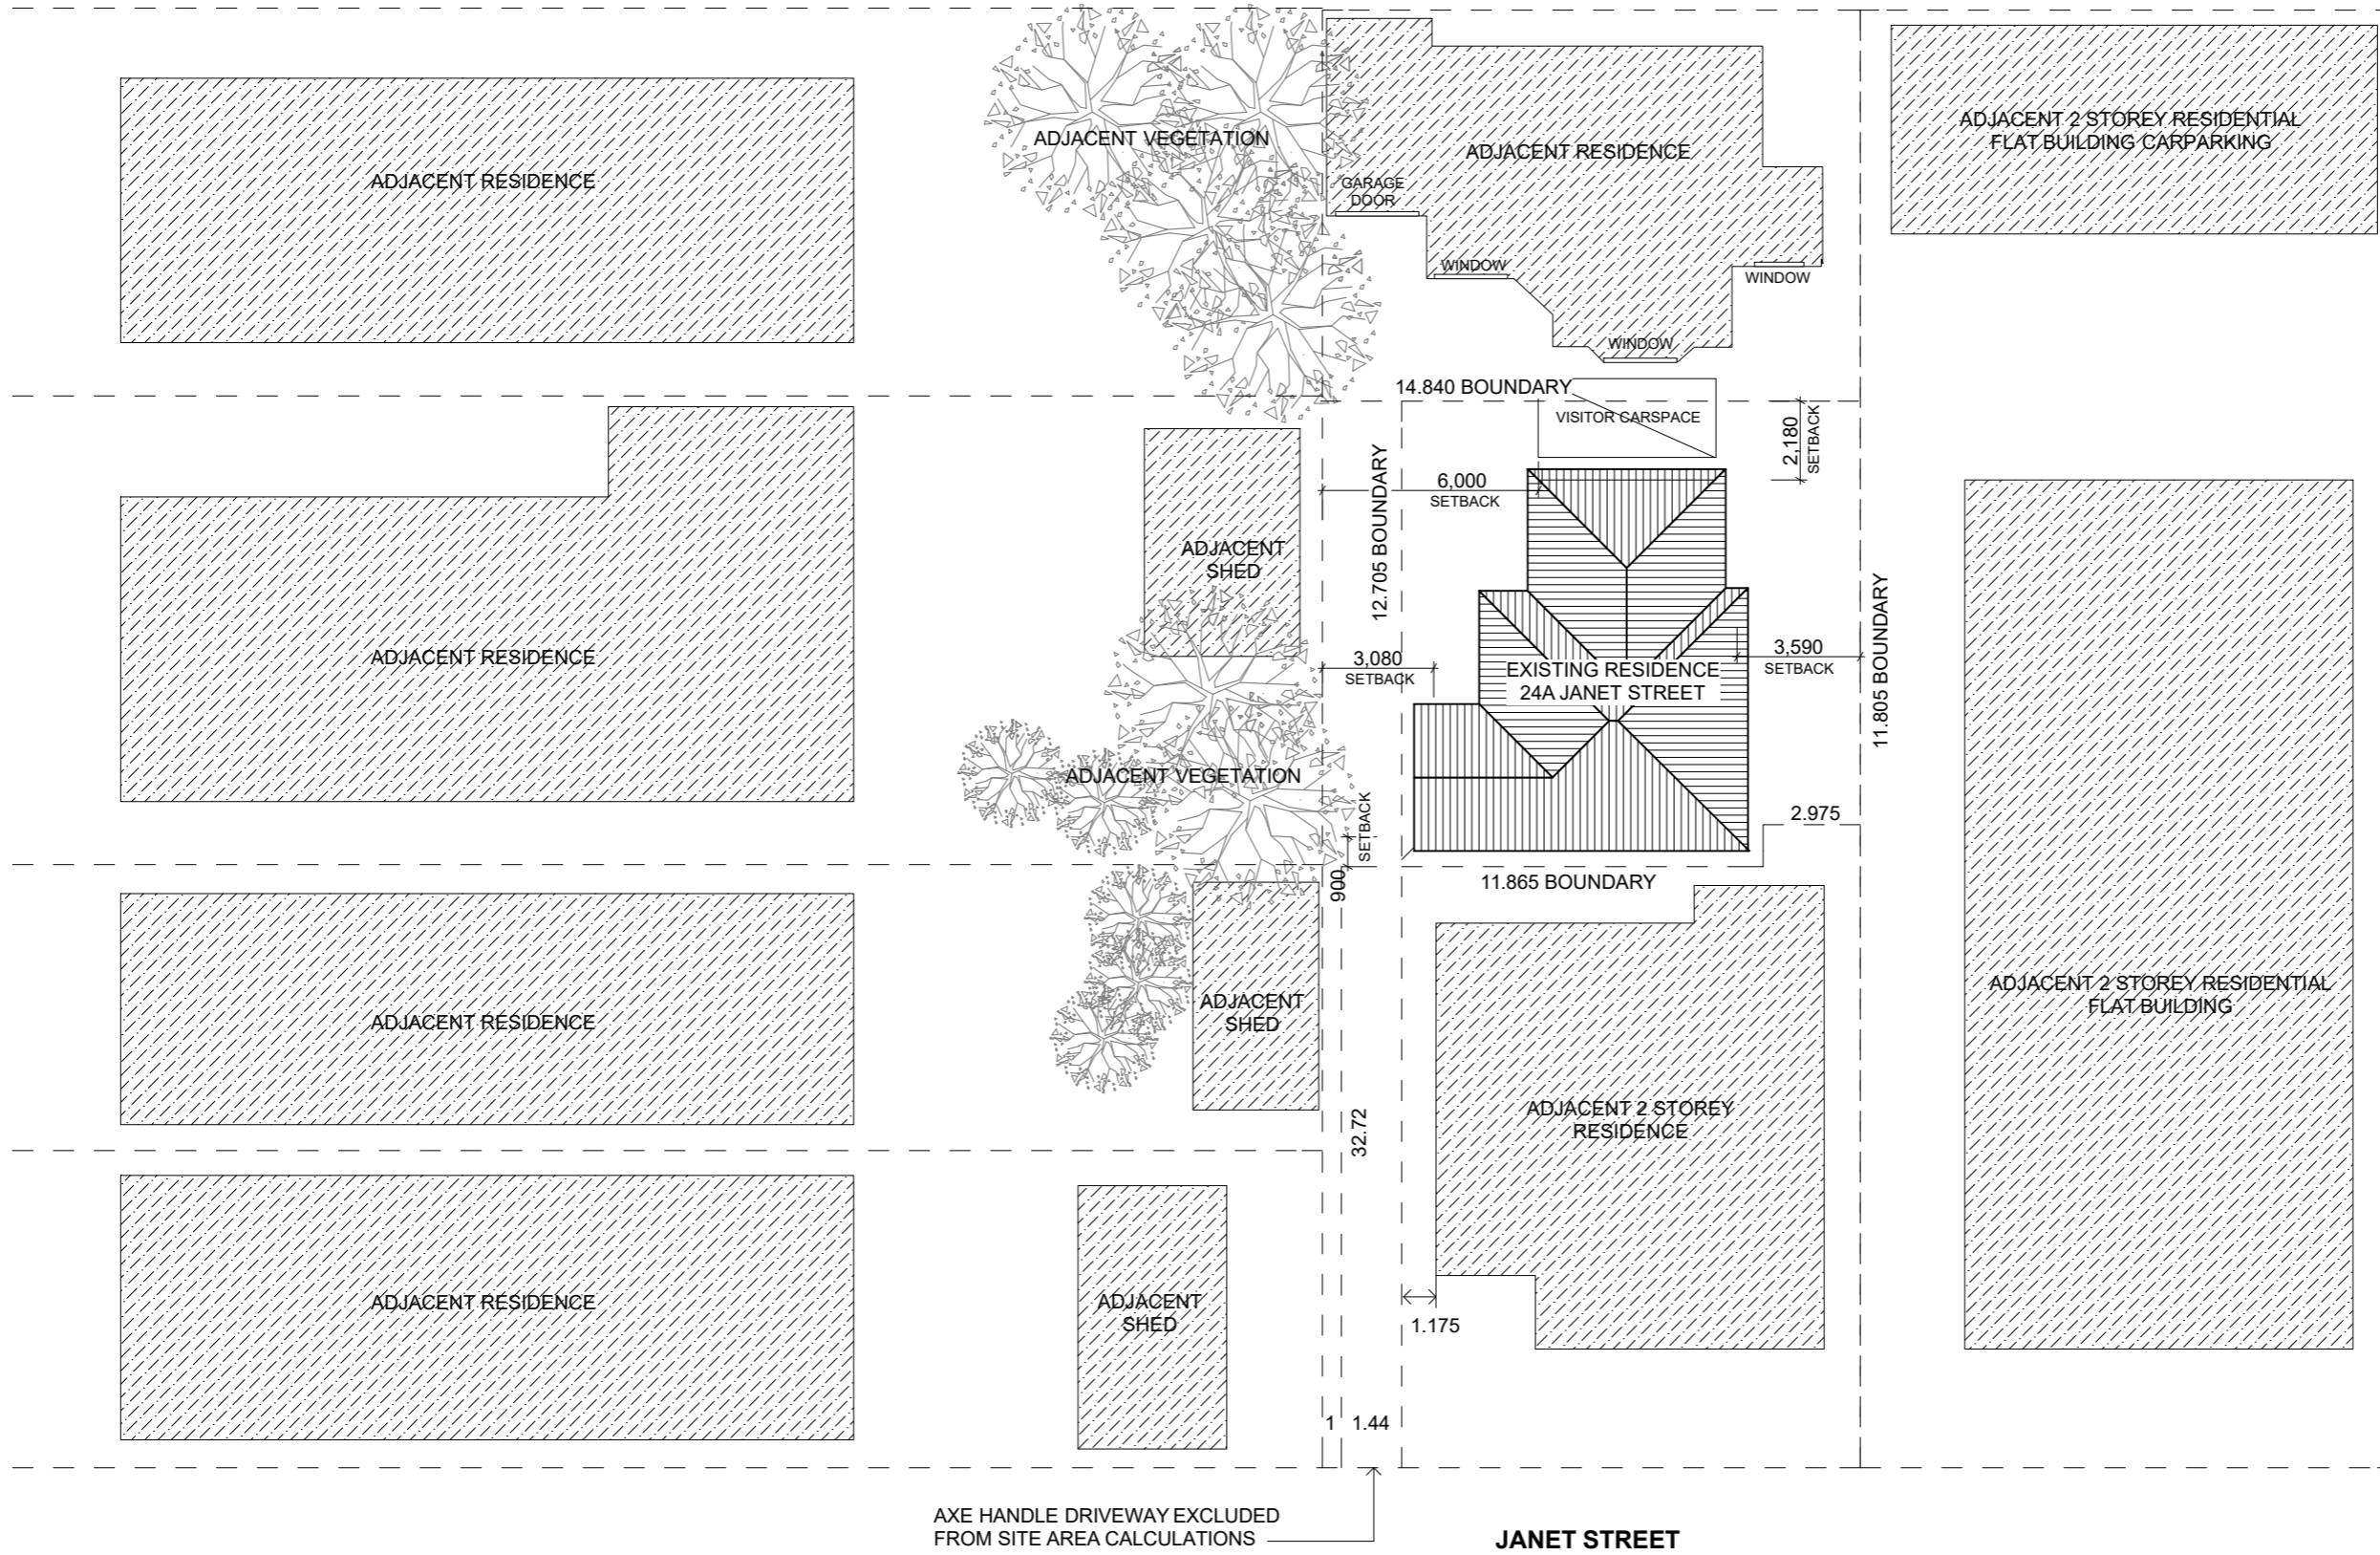 ADJACENT 2 STOREY RESIDENTIAL
FLAT BUILDING CARPARKING
ADJACENT VEGETATION
ADJACENT RESIDENCE
ADJACENT RESIDENCE
GARAGE
DOOR
WINDOW
WINDOW
WINDOW
14.840 BOUNDARY
VISITOR CARSPACE
2,180
SETBACK
12.705 BOUNDARY
6,000
SETBACK
ADJACENT
SHED
11.805 BOUNDARY
ADJACENT RESIDENCE
3,080
SETBACK
EXISTING RESIDENCE
24A JANET STREET
3,590
SETBACK
ADJACENT VEGETATION
SETBACK
900
2.975
11.865 BOUNDARY
ADJACENT RESIDENCE
ADJACENT
SHED
ADJACENT 2 STOREY RESIDENTIAL
FLAT BUILDING
32.72
ADJACENT 2 STOREY
RESIDENCE
ADJACENT RESIDENCE
ADJACENT
SHED
1.175
1
1.44
AXE HANDLE DRIVEWAY EXCLUDED
FROM SITE AREA CALCULATIONS
JANET STREET